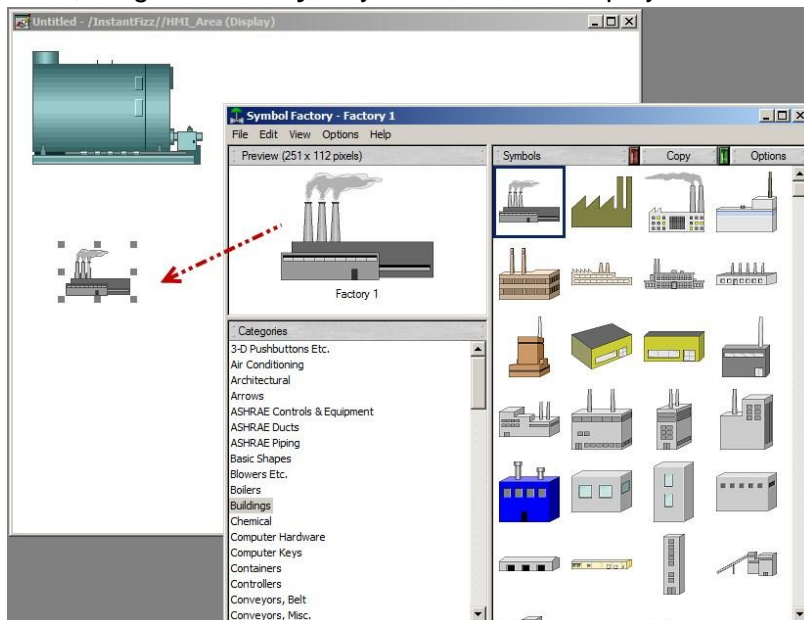 Untitled - /InstantFizz//HMI_Area (Display)
Symbol Factory - Factory 1
File Edit View Options Help
Preview (251 x 112 pixels)
Factory 1
Symbols
Copy
Options
Categories
3-D Pushbuttons Etc.
Air Conditioning
Architectural
Arrows
ASHRAE Controls & Equipment
ASHRAE Ducts
ASHRAE Piping
Basic Shapes
Blowers Etc.
Boilers
Buildings
Chemical
Computer Hardware
Computer Keys
Containers
Controllers
Conveyors, Belt
Conveyors, Misc.